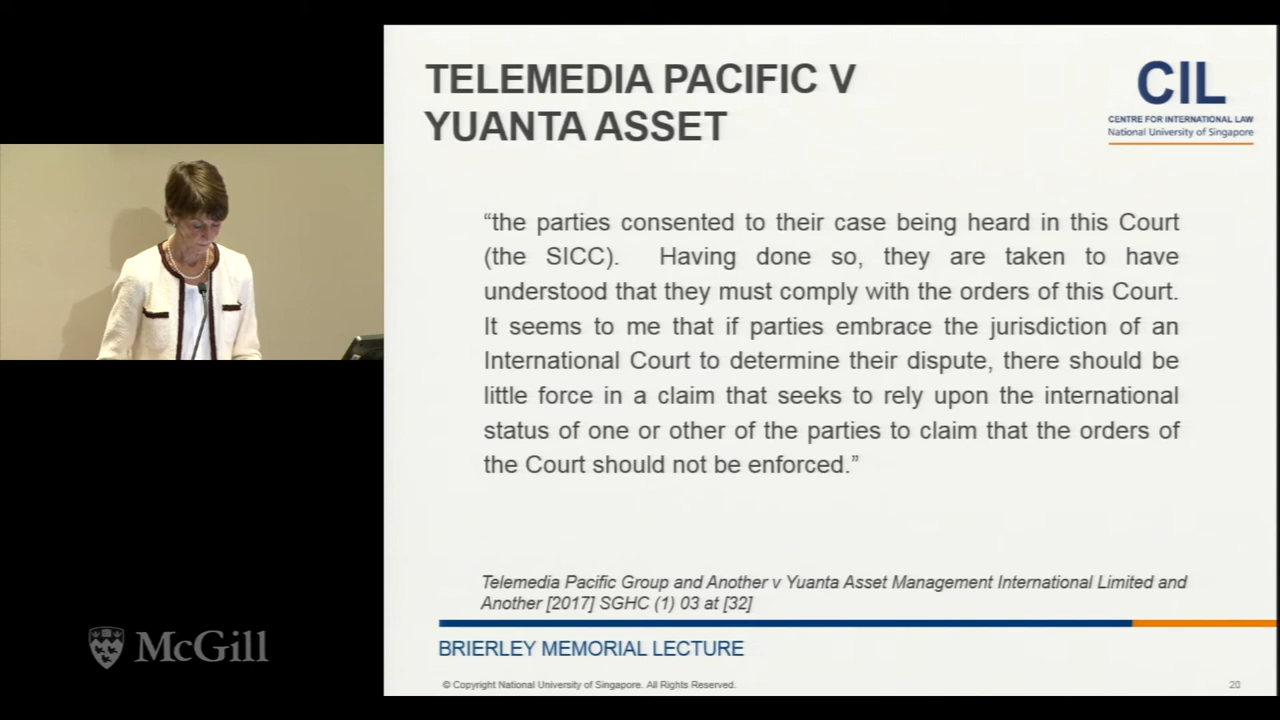 TELEMEDIA PACIFIC V
YUANTA ASSET
CIL
CENTRE FOR INTERNATIONAL LAW
National University of Singapore
“the parties consented to their case being heard in this Court
(the SICC). Having done so, they are taken to have
understood that they must comply with the orders of this Court.
It seems to me that if parties embrace the jurisdiction of an
International Court to determine their dispute, there should be
little force in a claim that seeks to rely upon the international
status of one or other of the parties to claim that the orders of
the Court should not be enforced.”
Telemedia Pacific Group and Another v Yuanta Asset Management International Limited and
Another [2017] SGHC (1) 03 at [32]
BRIERLEY MEMORIAL LECTURE
© Copyright National University of Singapore. All Rights Reserved.
20
McGill